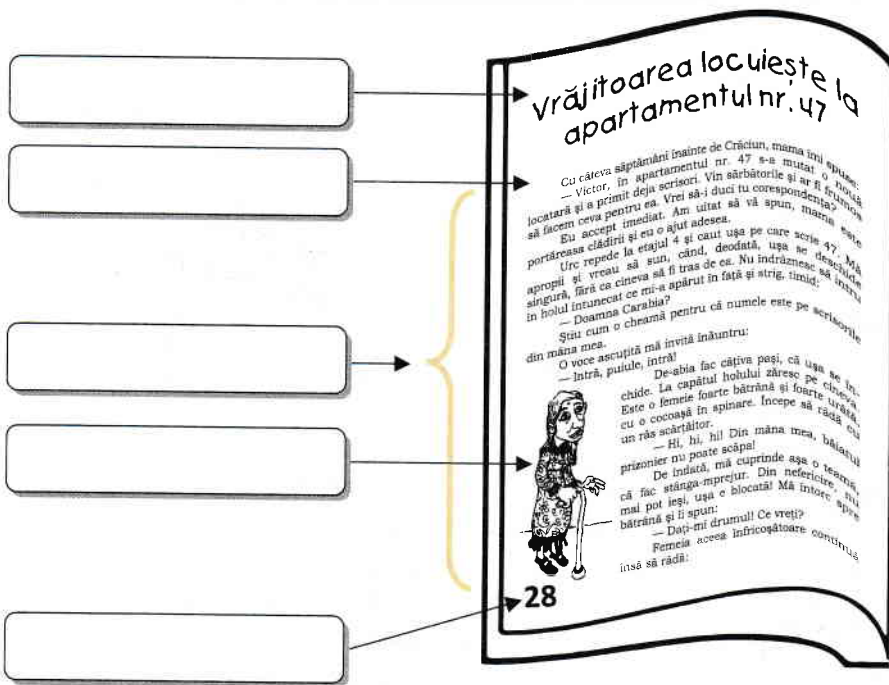 Vrăjitoarea locuiește la
apartamentul nr. 47
Cu câteva săptămâni înainte de Crăciun, mama îmi spuse:
— Victor, în apartamentul nr. 47 s-a mutat o nouă
locatară și a primit deja scrisori. Vin sărbătorile și ar fi frumos
să facem ceva pentru ea. Vrei să-i duci tu corespondența?
Eu accept imediat. Am uitat să vă spun, mama este
portăreasa clădirii și eu o ajut adesea.
Urc repede la etajul 4 și caut ușa pe care scrie 47. Mă
apropii și vreau să sun, când, deodată, ușa se deschide
singură, fără ca cineva să fi tras de ea. Nu îndrăznesc să intru
în holul întunecat ce mi-a apărut în față și strig, timid:
— Doamna Carabia?
Știu cum o cheamă pentru că numele este pe scrisorile
din mâna mea.
O voce ascuțită mă invită înăuntru:
— Intră, puiule, intră!
De-abia fac câțiva pași, că ușa se în-
chide. La capătul holului zăresc pe cineva.
Este o femeie foarte bătrână și foarte urâtă,
cu o cocoașă în spinare. Începe să râdă cu
un râs scârțâitor.
— Hi, hi, hi! Din mâna mea, băiatul
prizonier nu poate scăpa!
De îndată, mă cuprinde așa o teamă,
că fac stânga-mprejur. Din nefericire, nu
mai pot ieși, ușa e blocată! Mă întorc spre
bătrână și îi spun:
— Dați-mi drumul! Ce vreți?
Femeia aceea înfricoșătoare continuă
însă să râdă:
28